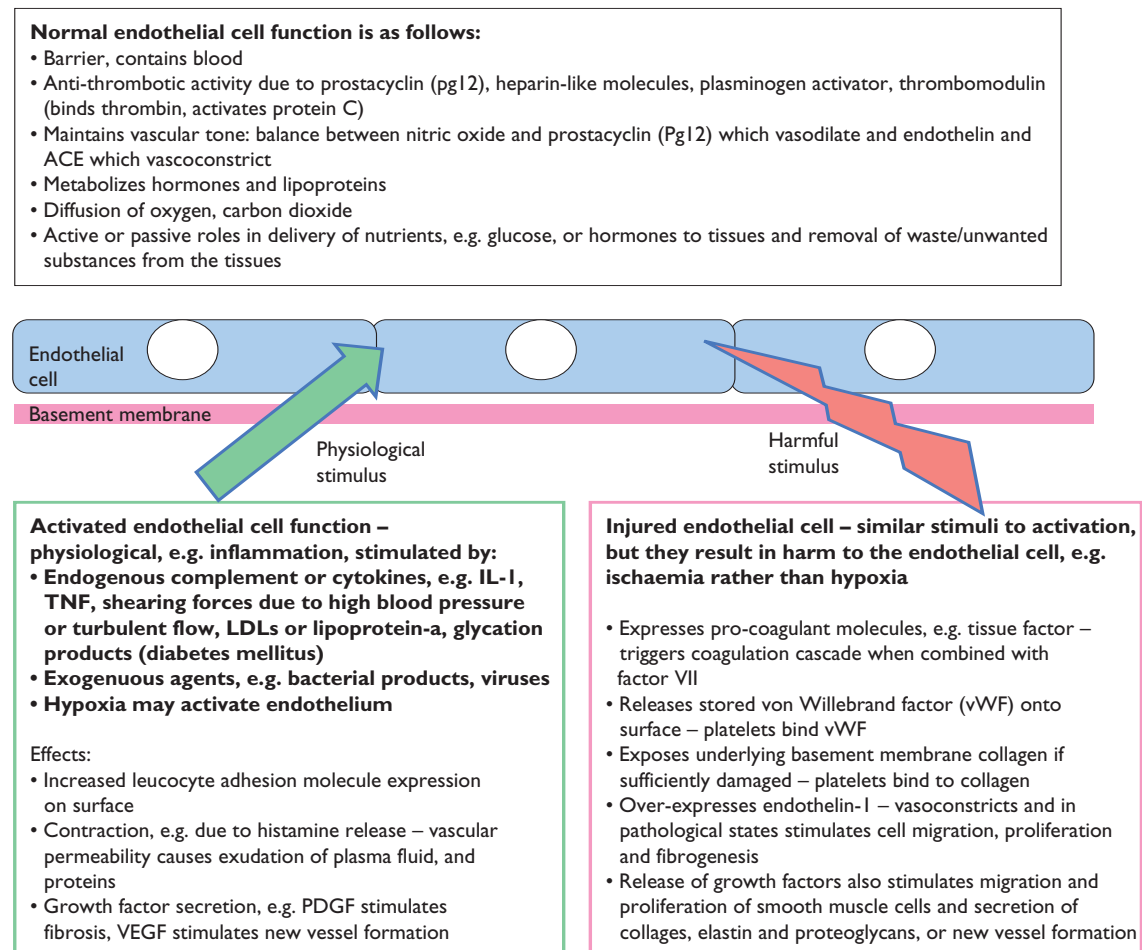 Normal endothelial cell function is as follows:
• Barrier, contains blood
• Anti-thrombotic activity due to prostacyclin (pg12), heparin-like molecules, plasminogen activator, thrombomodulin
(binds thrombin, activates protein C)
• Maintains vascular tone: balance between nitric oxide and prostacyclin (Pg12) which vasodilate and endothelin and
ACE which vascoconstrict
• Metabolizes hormones and lipoproteins
• Diffusion of oxygen, carbon dioxide
• Active or passive roles in delivery of nutrients, e.g. glucose, or hormones to tissues and removal of waste/unwanted
substances from the tissues
Endothelial
cell
Basement membrane
Physiological
stimulus
Harmful
stimulus
Activated endothelial cell function –
physiological, e.g. inflammation, stimulated by:
• Endogenous complement or cytokines, e.g. IL-1,
TNF, shearing forces due to high blood pressure
or turbulent flow, LDLs or lipoprotein-a, glycation
products (diabetes mellitus)
• Exogenuous agents, e.g. bacterial products, viruses
• Hypoxia may activate endothelium
Effects:
• Increased leucocyte adhesion molecule expression
on surface
• Contraction, e.g. due to histamine release – vascular
permeability causes exudation of plasma fluid, and
proteins
• Growth factor secretion, e.g. PDGF stimulates
fibrosis, VEGF stimulates new vessel formation
Injured endothelial cell – similar stimuli to activation,
but they result in harm to the endothelial cell, e.g.
ischaemia rather than hypoxia
• Expresses pro-coagulant molecules, e.g. tissue factor –
triggers coagulation cascade when combined with
factor VII
• Releases stored von Willebrand factor (vWF) onto
surface – platelets bind vWF
• Exposes underlying basement membrane collagen if
sufficiently damaged – platelets bind to collagen
• Over-expresses endothelin-1 – vasoconstricts and in
pathological states stimulates cell migration, proliferation
and fibrogenesis
• Release of growth factors also stimulates migration and
proliferation of smooth muscle cells and secretion of
collages, elastin and proteoglycans, or new vessel formation